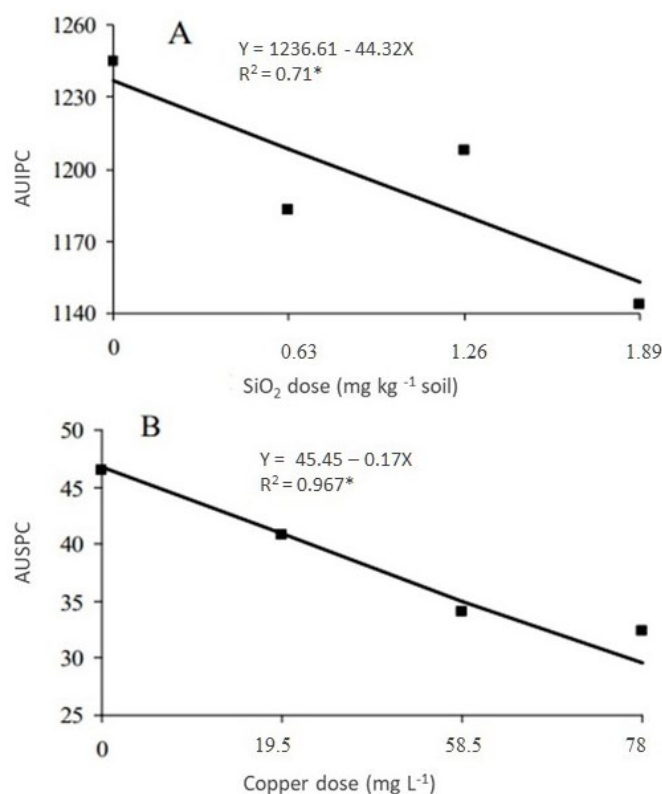 A
Y = 1236.61 - 44.32X
R² = 0.71*
1260
1230
1200
1170
1140
AUIPC
0 0.63 1.26 1.89
SiO₂ dose (mg kg ⁻¹ soil)
B
Y = 45.45 – 0.17X
R² = 0.967*
50
45
40
35
30
25
AUSPC
0 19.5 58.5 78
Copper dose (mg L⁻¹)